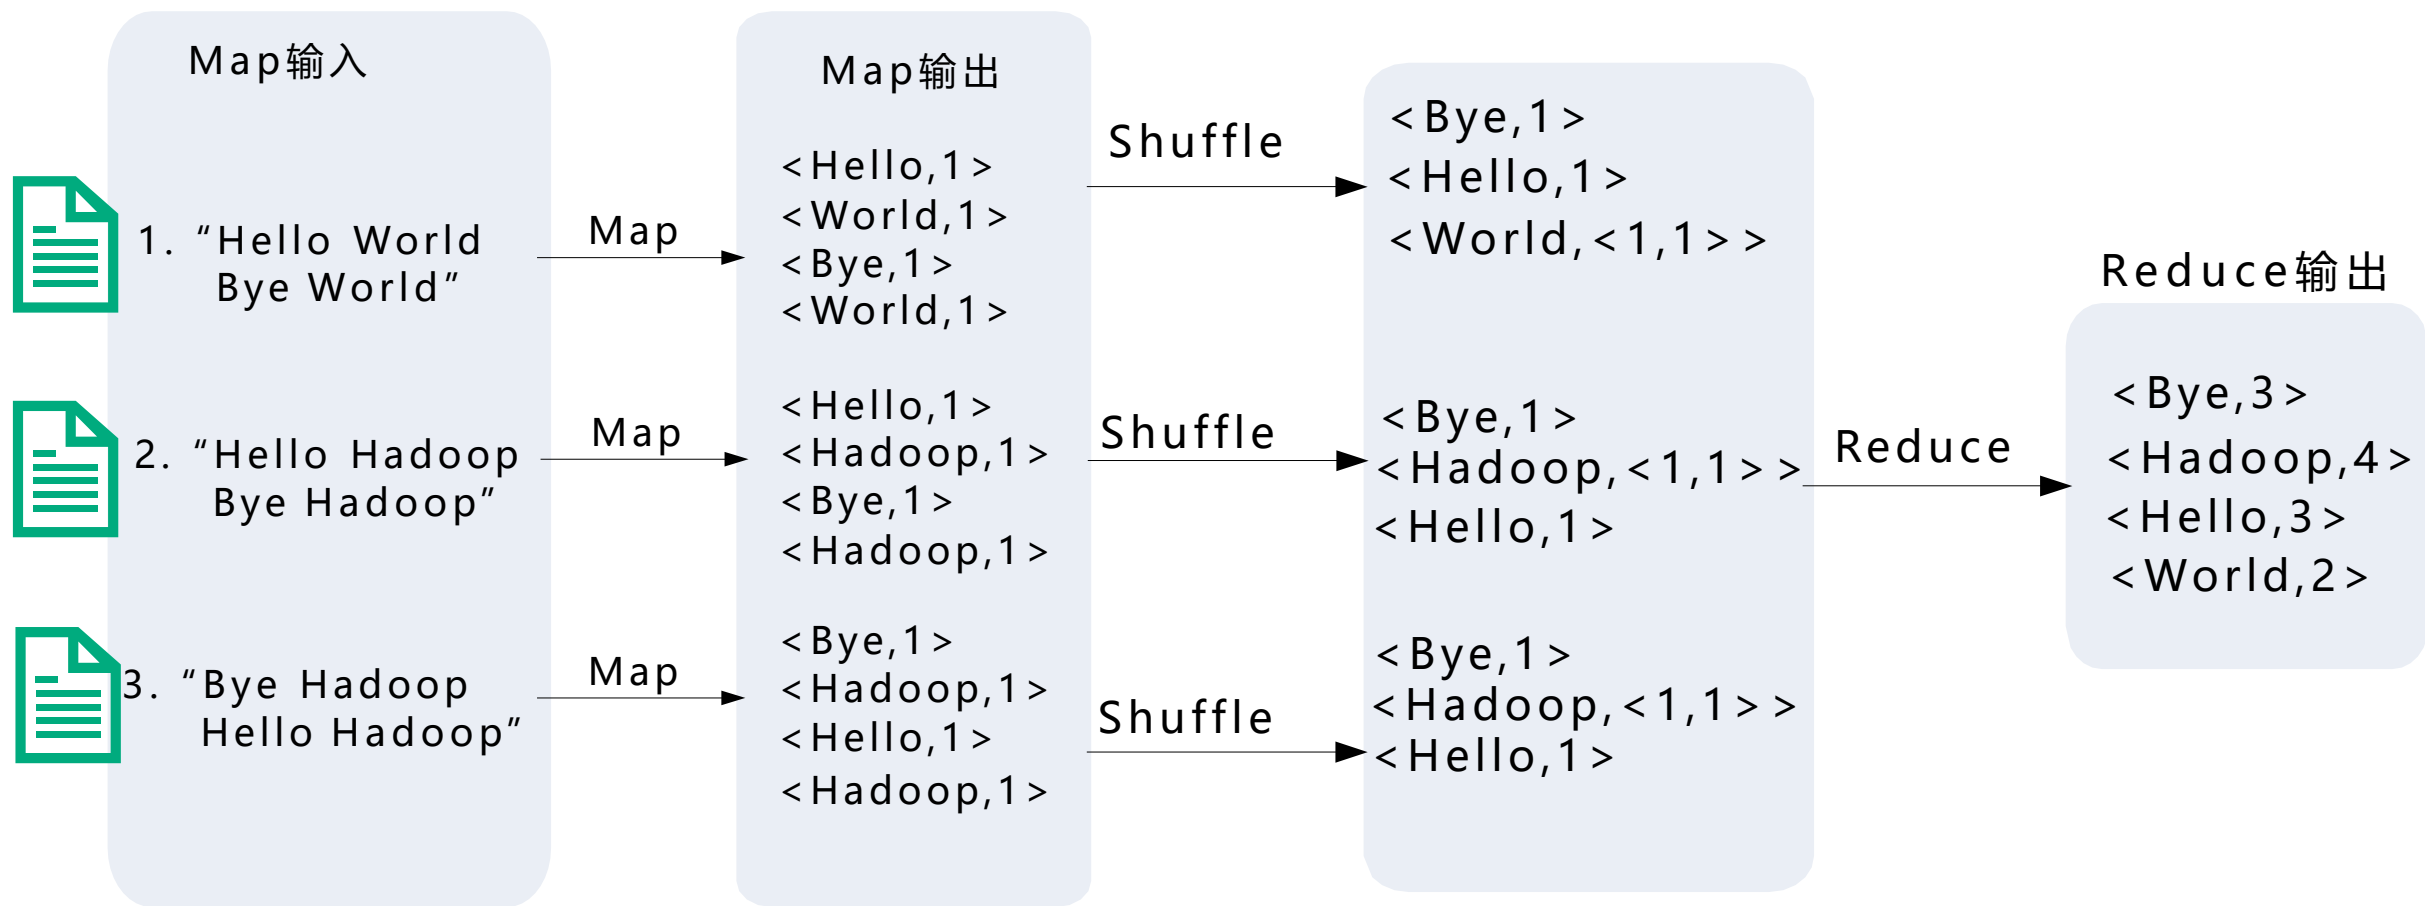 Map输入
1. “Hello World
Bye World”
2. “Hello Hadoop
Bye Hadoop”
3. “Bye Hadoop
Hello Hadoop”
Map
Map
Map
Map输出
<Hello,1>
<World,1>
<Bye,1>
<World,1>
<Hello,1>
<Hadoop,1>
<Bye,1>
<Hadoop,1>
<Bye,1>
<Hadoop,1>
<Hello,1>
<Hadoop,1>
Shuffle
Shuffle
Shuffle
<Bye,1>
<Hello,1>
<World,<1,1>>
<Bye,1>
<Hadoop,<1,1>>
<Hello,1>
<Bye,1>
<Hadoop,<1,1>>
<Hello,1>
Reduce
Reduce输出
<Bye,3>
<Hadoop,4>
<Hello,3>
<World,2>